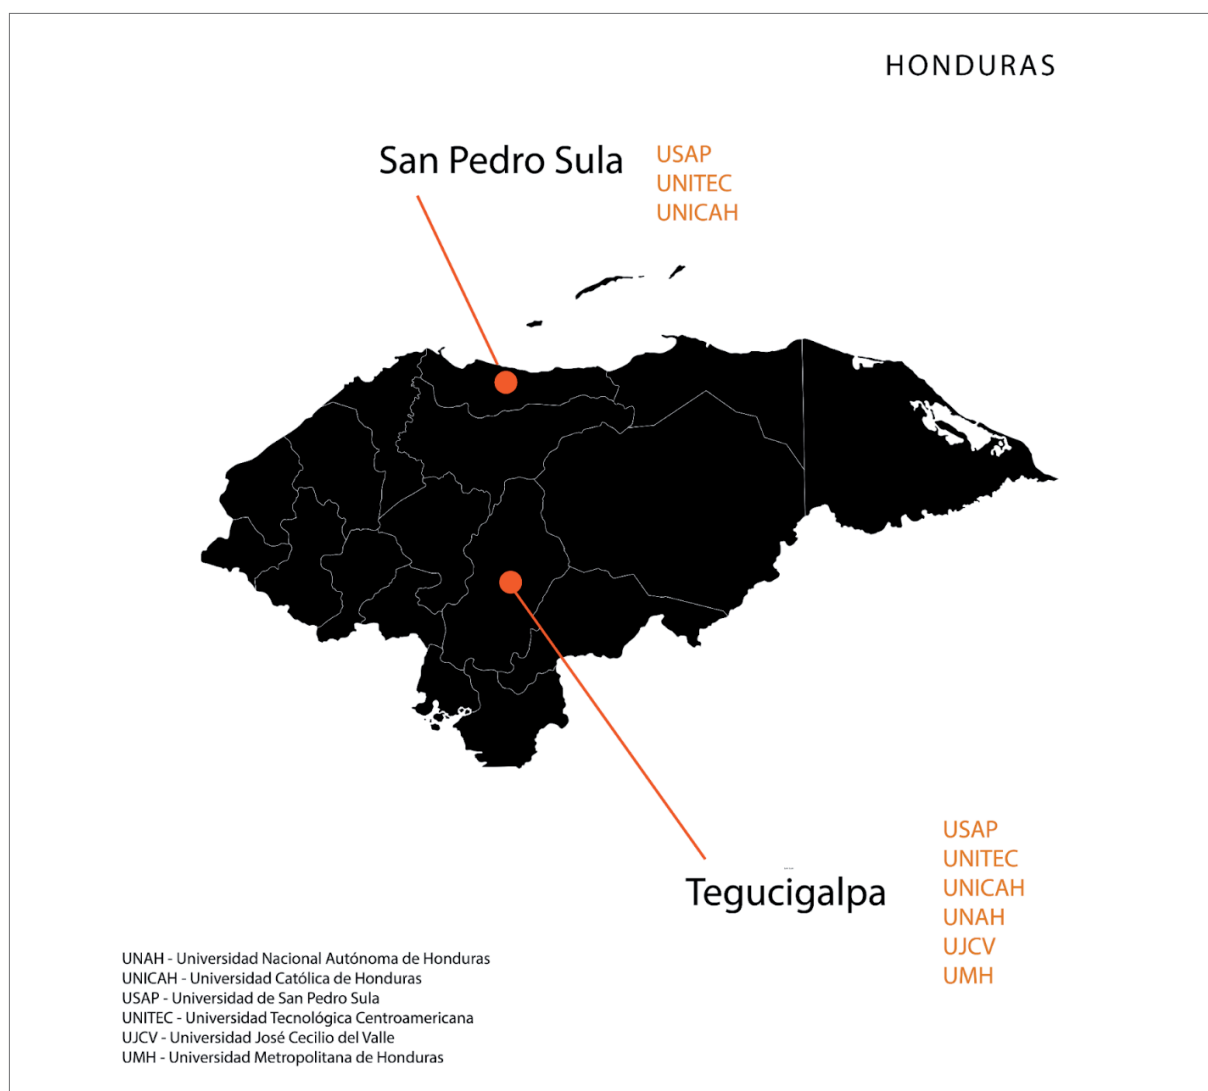 HONDURAS
San Pedro Sula
USAP
UNITEC
UNICAH
USAP
UNITEC
UNICAH
UNAH
UJCV
UMH
Tegucigalpa
UNAH - Universidad Nacional Autónoma de Honduras
UNICAH - Universidad Católica de Honduras
USAP - Universidad de San Pedro Sula
UNITEC - Universidad Tecnológica Centroamericana
UJCV - Universidad José Cecilio del Valle
UMH - Universidad Metropolitana de Honduras